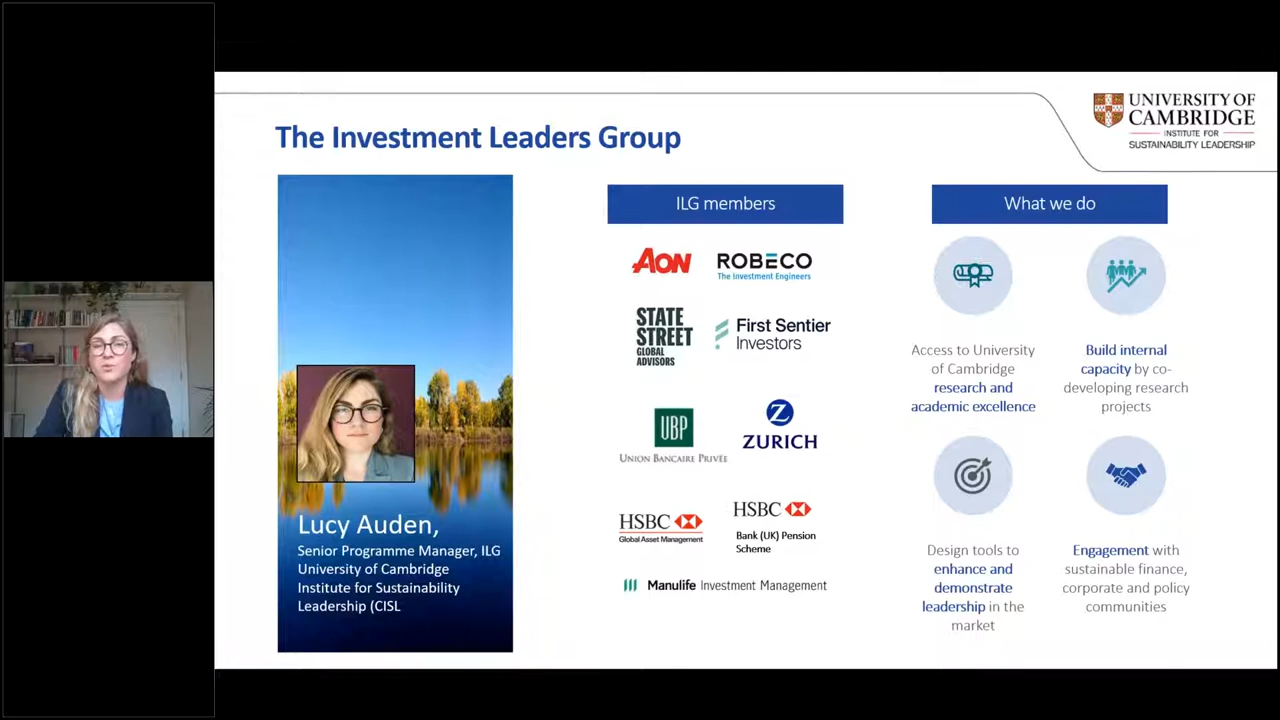 The Investment Leaders Group
UNIVERSITY OF
CAMBRIDGE
INSTITUTE FOR
SUSTAINABILITY LEADERSHIP
Lucy Auden,
Senior Programme Manager, ILG
University of Cambridge
Institute for Sustainability
Leadership (CISL
ILG members
AON
ROBECO
The Investment Engineers
STATE
STREET
GLOBAL
ADVISORS
First Sentier
Investors
UBP
UNION BANCAIRE PRIVÉE
Z
ZURICH
HSBC
Global Asset Management
HSBC
Bank (UK) Pension
Scheme
Manulife Investment Management
What we do
Access to University
of Cambridge
research and
academic excellence
Build internal
capacity by co-
developing research
projects
Design tools to
enhance and
demonstrate
leadership in the
market
Engagement with
sustainable finance,
corporate and policy
communities